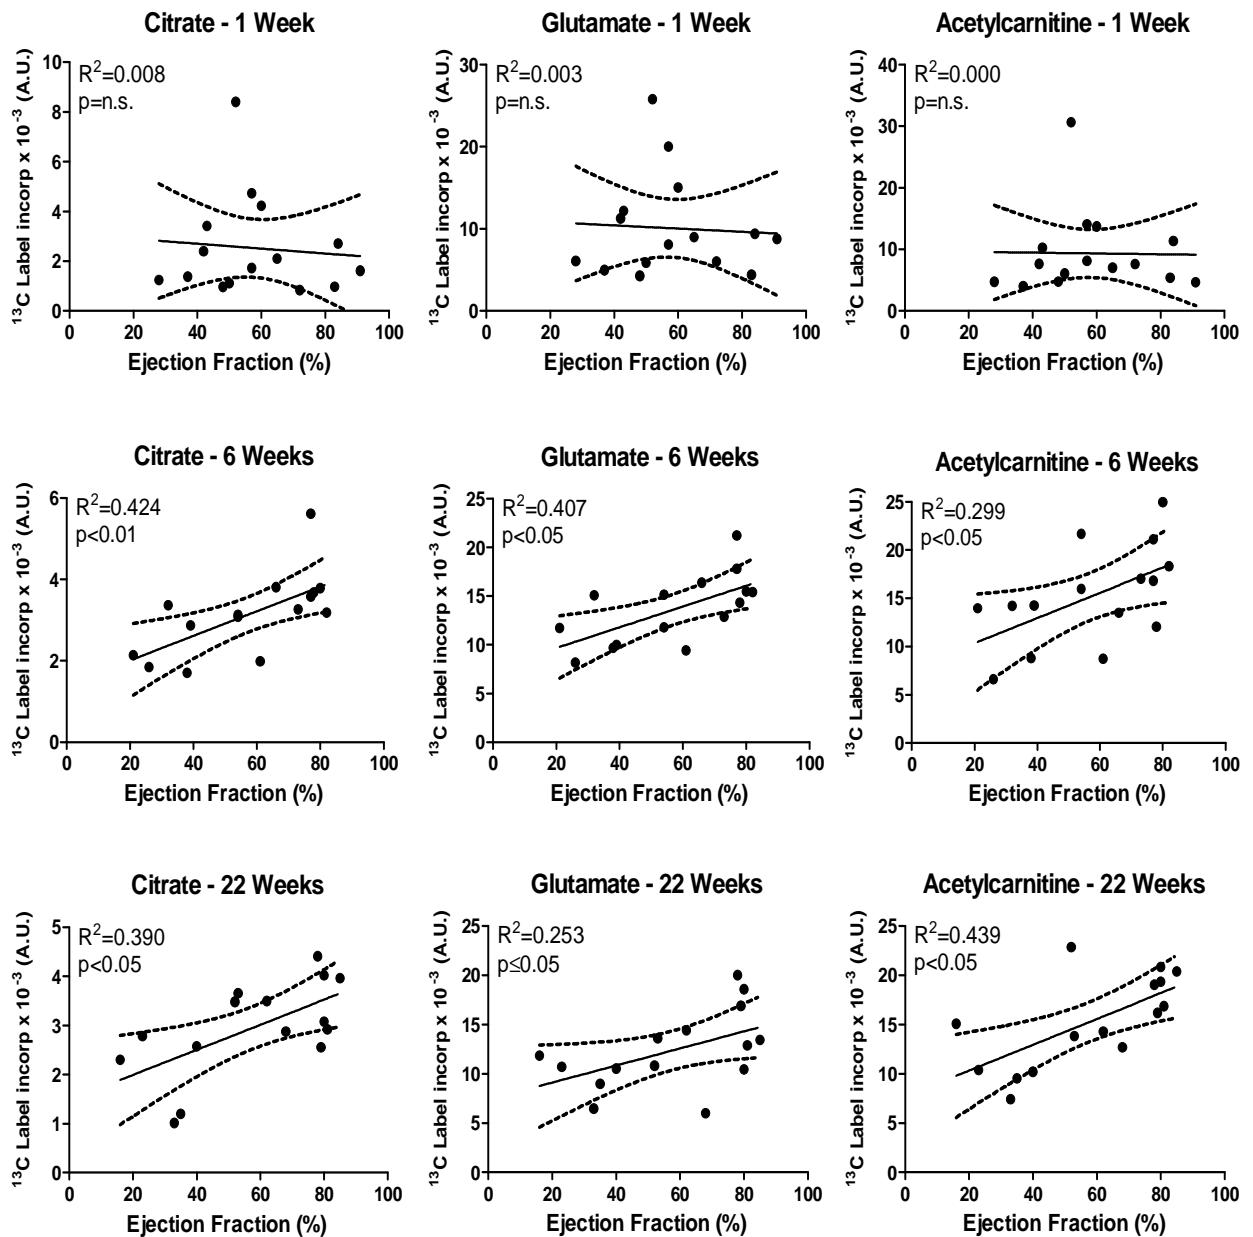 Citrate - 1 Week
R²=0.008
p=n.s.
¹³C Label incorp x 10⁻³ (A.U.)
10
8
6
4
2
0
0 20 40 60 80 100
Ejection Fraction (%)
Glutamate - 1 Week
R²=0.003
p=n.s.
¹³C Label incorp x 10⁻³ (A.U.)
30
20
10
0
0 20 40 60 80 100
Ejection Fraction (%)
Acetylcarnitine - 1 Week
R²=0.000
p=n.s.
¹³C Label incorp x 10⁻³ (A.U.)
40
30
20
10
0
0 20 40 60 80 100
Ejection Fraction (%)
Citrate - 6 Weeks
R²=0.424
p<0.01
¹³C Label incorp x 10⁻³ (A.U.)
6
4
2
0
0 20 40 60 80 100
Ejection Fraction (%)
Glutamate - 6 Weeks
R²=0.407
p<0.05
¹³C Label incorp x 10⁻³ (A.U.)
25
20
15
10
5
0
0 20 40 60 80 100
Ejection Fraction (%)
Acetylcarnitine - 6 Weeks
R²=0.299
p<0.05
¹³C Label incorp x 10⁻³ (A.U.)
25
20
15
10
5
0
0 20 40 60 80 100
Ejection Fraction (%)
Citrate - 22 Weeks
R²=0.390
p<0.05
¹³C Label incorp x 10⁻³ (A.U.)
5
4
3
2
1
0
0 20 40 60 80 100
Ejection Fraction (%)
Glutamate - 22 Weeks
R²=0.253
p≤0.05
¹³C Label incorp x 10⁻³ (A.U.)
25
20
15
10
5
0
0 20 40 60 80 100
Ejection Fraction (%)
Acetylcarnitine - 22 Weeks
R²=0.439
p<0.05
¹³C Label incorp x 10⁻³ (A.U.)
25
20
15
10
5
0
0 20 40 60 80 100
Ejection Fraction (%)